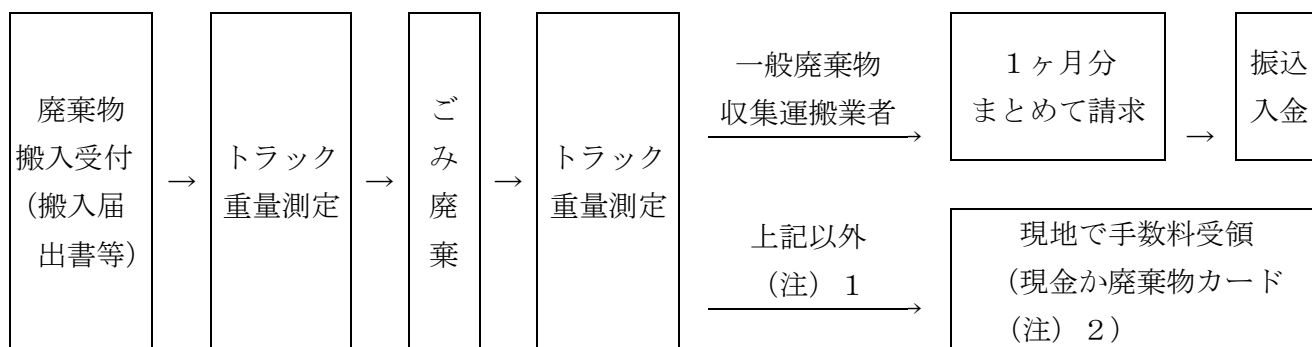 廃棄物
搬入受付
(搬入届
出書等)
→
トラック
重量測定
→
ご
み
廃
棄
→
トラック
重量測定
一般廃棄物
収集運搬業者
1ヶ月分
まとめて請求
→
振込
入金
上記以外
(注)1
現地で手数料受領
(現金か廃棄物カード
(注)2)